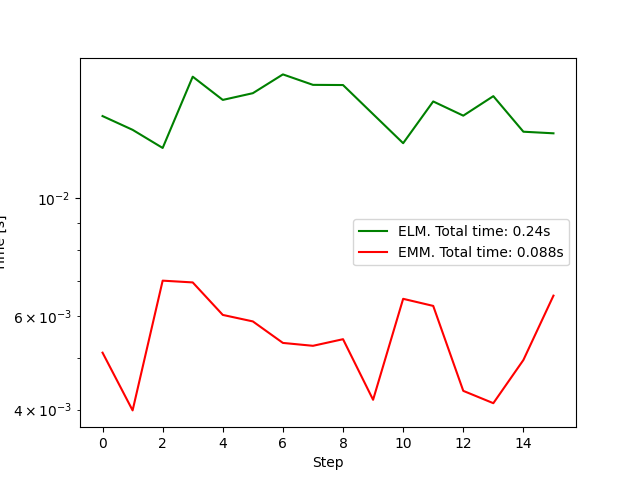 10⁻²
6 × 10⁻³
4 × 10⁻³
ELM. Total time: 0.24s
EMM. Total time: 0.088s
0 2 4 6 8 10 12 14
Step